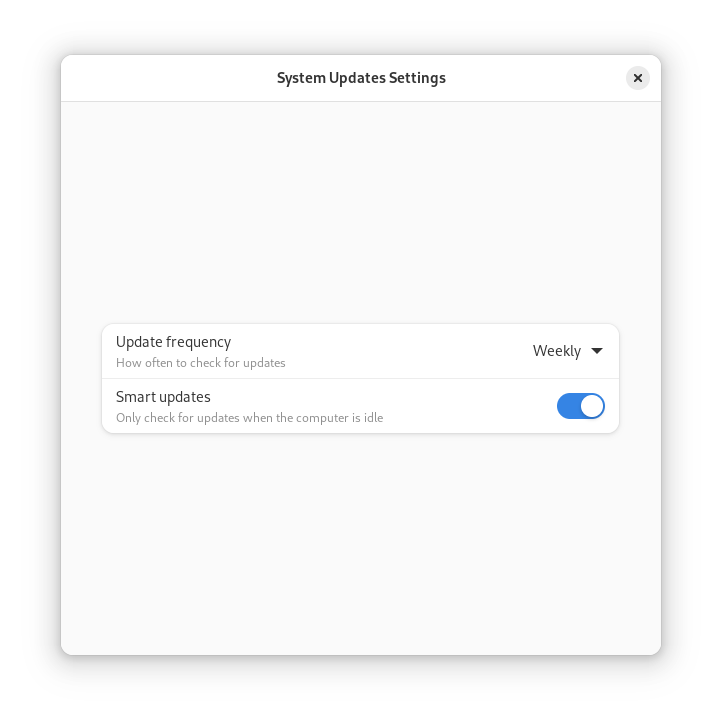 System Updates Settings
Update frequency
How often to check for updates
Weekly
Smart updates
Only check for updates when the computer is idle